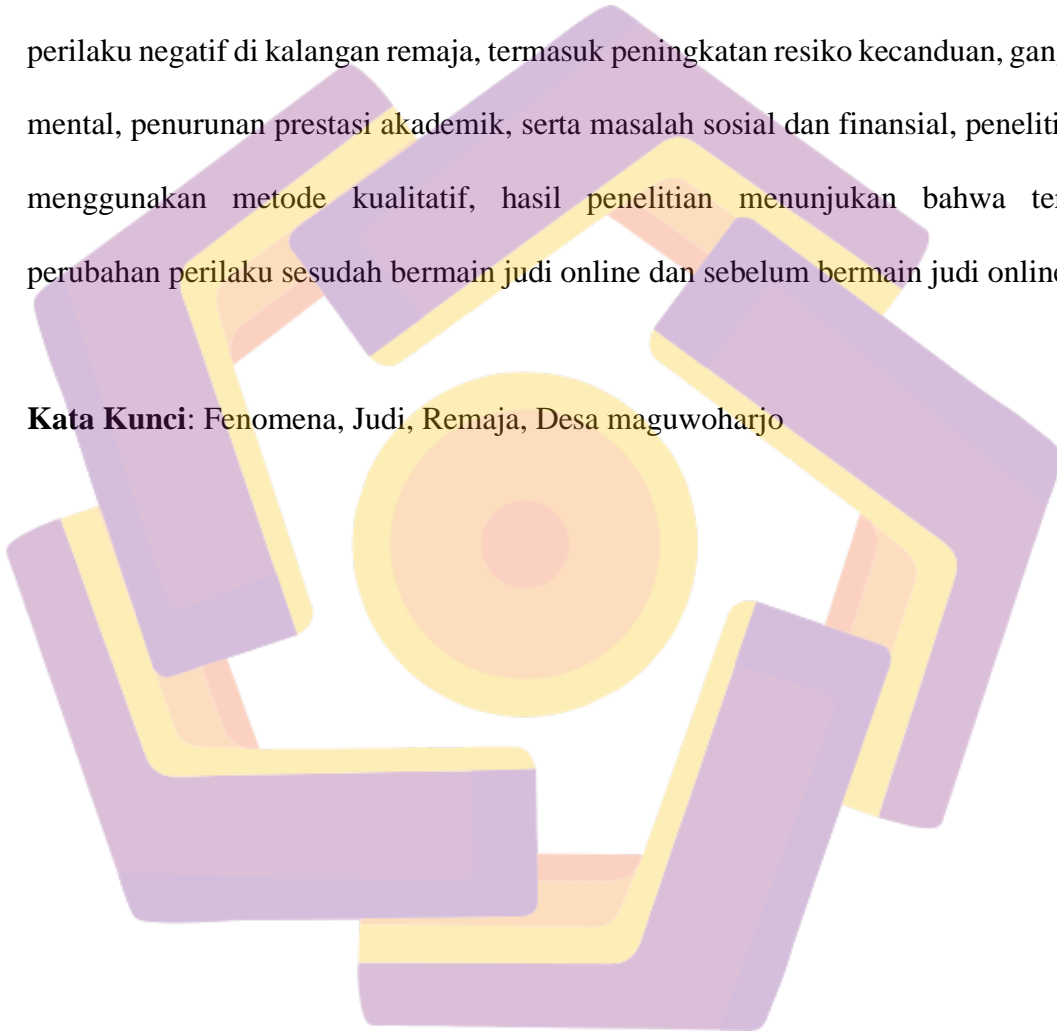 perilaku negatif di kalangan remaja, termasuk peningkatan resiko kecanduan,
mental, penurunan prestasi akademik, serta masalah sosial dan finansial,
menggunakan metode kualitatif, hasil penelitian menunjukan bahwa
perubahan perilaku sesudah bermain judi online dan sebelum bermain judi online
Kata Kunci: Fenomena, Judi, Remaja, Desa maguwoharjo